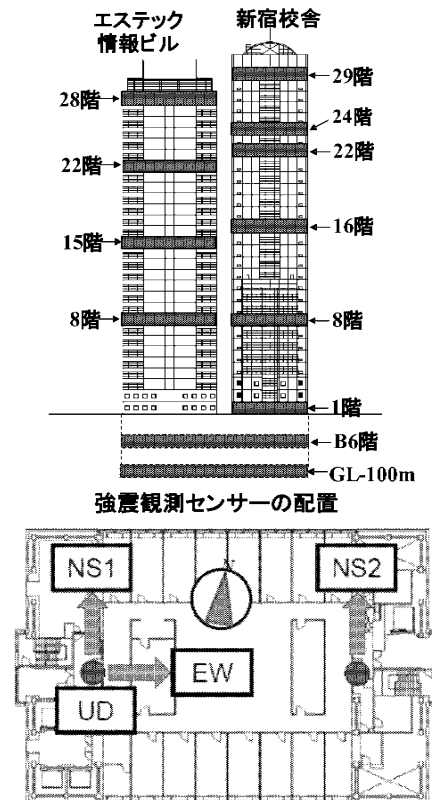 エステック
情報ビル
新宿校舎
28階
22階
15階
8階
29階
24階
22階
16階
8階
1階
B6階
GL-100m
強震観測センサーの配置
NS1
NS2
N
EW
UD